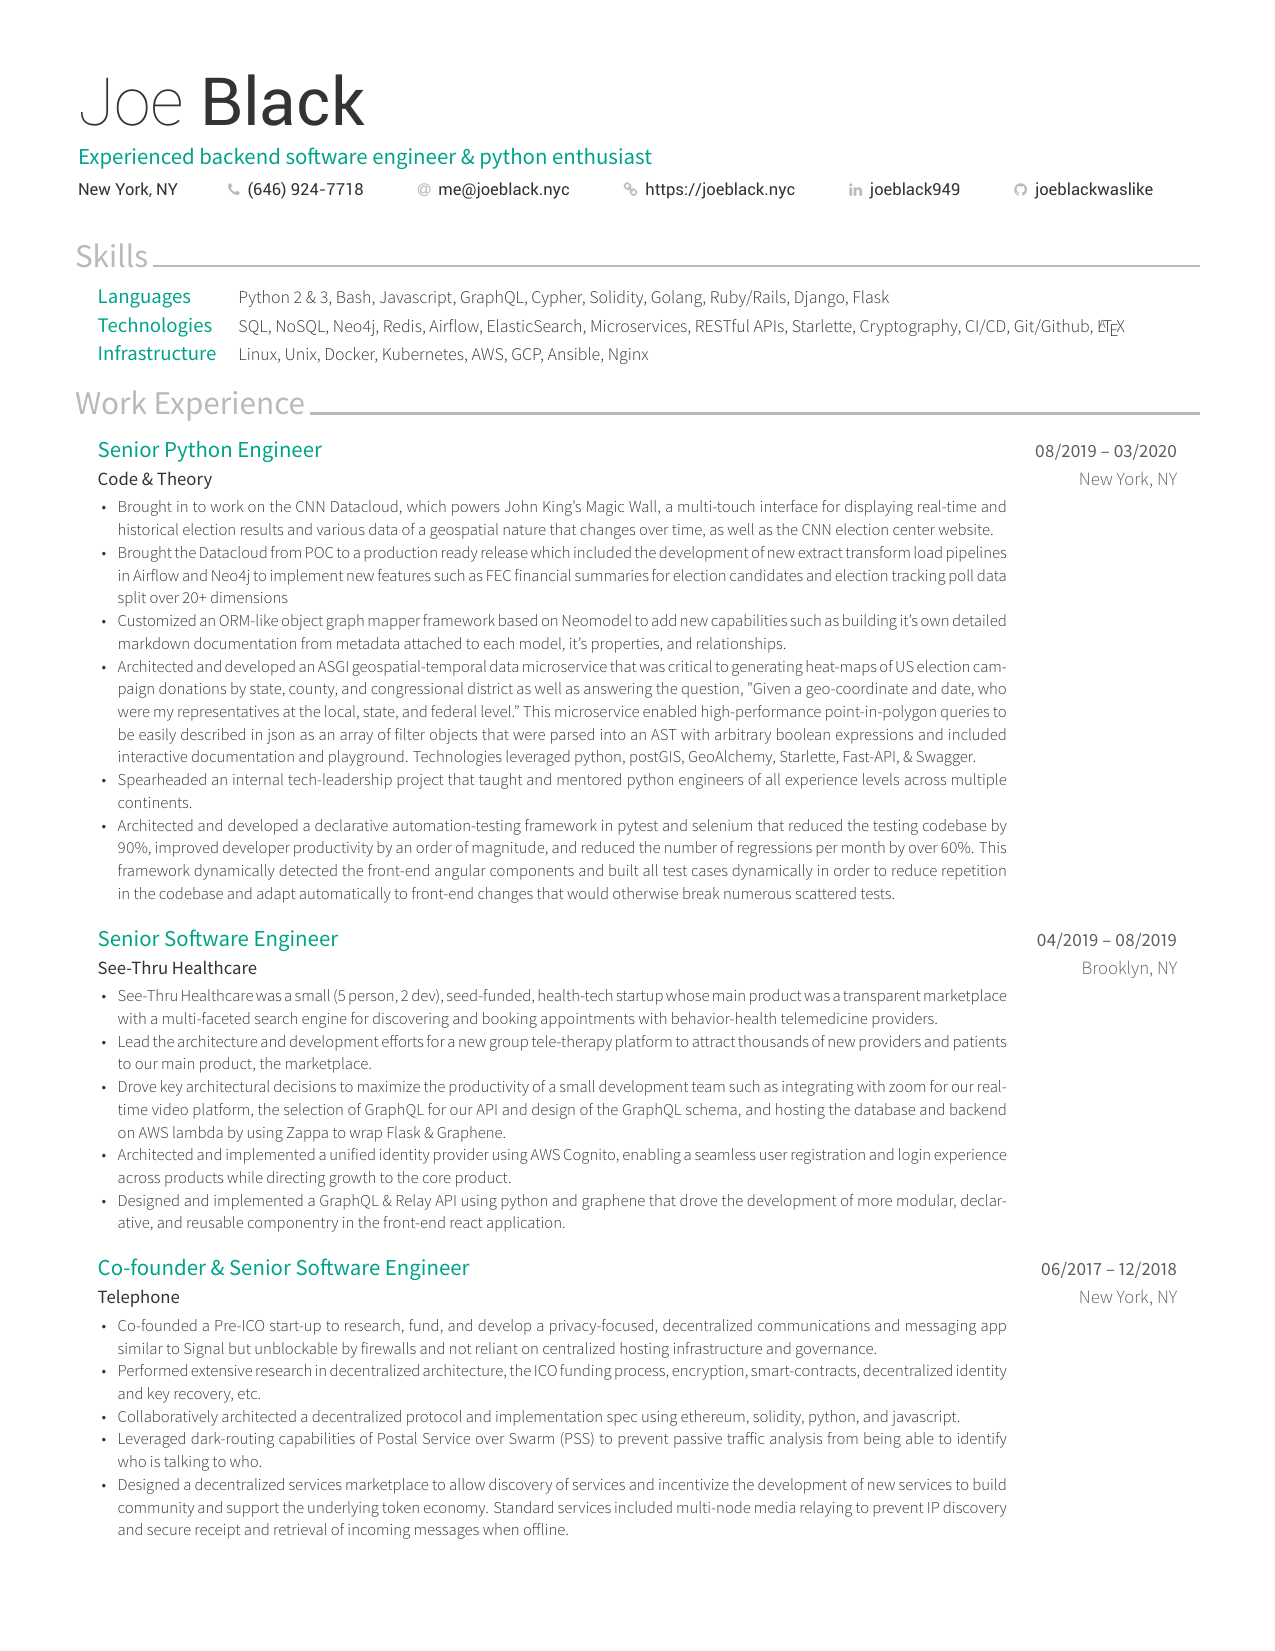 Joe Black
Experienced backend software engineer & python enthusiast
New York, NY (646) 924-7718 me@joeblack.nyc https://joeblack.nyc joeblack949 joeblackwaslike
Skills
Languages Python 2 & 3, Bash, Javascript, GraphQL, Cypher, Solidity, Golang, Ruby/Rails, Django, Flask
Technologies SQL, NoSQL, Neo4j, Redis, Airflow, ElasticSearch, Microservices, RESTful APIs, Starlette, Cryptography, CI/CD, Git/Github, LATEX
Infrastructure Linux, Unix, Docker, Kubernetes, AWS, GCP, Ansible, Nginx
Work Experience
Senior Python Engineer 08/2019 – 03/2020
Code & Theory New York, NY
• Brought in to work on the CNN Datacloud, which powers John King’s Magic Wall, a multi-touch interface for displaying real-time and
historical election results and various data of a geospatial nature that changes over time, as well as the CNN election center website.
• Brought the Datacloud from POC to a production ready release which included the development of new extract transform load pipelines
in Airflow and Neo4j to implement new features such as FEC financial summaries for election candidates and election tracking poll data
split over 20+ dimensions
• Customized an ORM-like object graph mapper framework based on Neomodel to add new capabilities such as building it’s own detailed
markdown documentation from metadata attached to each model, it’s properties, and relationships.
• Architected and developed an ASGI geospatial-temporal data microservice that was critical to generating heat-maps of US election cam-
paign donations by state, county, and congressional district as well as answering the question, ”Given a geo-coordinate and date, who
were my representatives at the local, state, and federal level.” This microservice enabled high-performance point-in-polygon queries to
be easily described in json as an array of filter objects that were parsed into an AST with arbitrary boolean expressions and included
interactive documentation and playground. Technologies leveraged python, postGIS, GeoAlchemy, Starlette, Fast-API, & Swagger.
• Spearheaded an internal tech-leadership project that taught and mentored python engineers of all experience levels across multiple
continents.
• Architected and developed a declarative automation-testing framework in pytest and selenium that reduced the testing codebase by
90%, improved developer productivity by an order of magnitude, and reduced the number of regressions per month by over 60%. This
framework dynamically detected the front-end angular components and built all test cases dynamically in order to reduce repetition
in the codebase and adapt automatically to front-end changes that would otherwise break numerous scattered tests.
Senior Software Engineer 04/2019 – 08/2019
See-Thru Healthcare Brooklyn, NY
• See-Thru Healthcare was a small (5 person, 2 dev), seed-funded, health-tech startup whose main product was a transparent marketplace
with a multi-faceted search engine for discovering and booking appointments with behavior-health telemedicine providers.
• Lead the architecture and development efforts for a new group tele-therapy platform to attract thousands of new providers and patients
to our main product, the marketplace.
• Drove key architectural decisions to maximize the productivity of a small development team such as integrating with zoom for our real-
time video platform, the selection of GraphQL for our API and design of the GraphQL schema, and hosting the database and backend
on AWS lambda by using Zappa to wrap Flask & Graphene.
• Architected and implemented a unified identity provider using AWS Cognito, enabling a seamless user registration and login experience
across products while directing growth to the core product.
• Designed and implemented a GraphQL & Relay API using python and graphene that drove the development of more modular, declar-
ative, and reusable componentry in the front-end react application.
Co-founder & Senior Software Engineer 06/2017 – 12/2018
Telephone New York, NY
• Co-founded a Pre-ICO start-up to research, fund, and develop a privacy-focused, decentralized communications and messaging app
similar to Signal but unblockable by firewalls and not reliant on centralized hosting infrastructure and governance.
• Performed extensive research in decentralized architecture, the ICO funding process, encryption, smart-contracts, decentralized identity
and key recovery, etc.
• Collaboratively architected a decentralized protocol and implementation spec using ethereum, solidity, python, and javascript.
• Leveraged dark-routing capabilities of Postal Service over Swarm (PSS) to prevent passive traffic analysis from being able to identify
who is talking to who.
• Designed a decentralized services marketplace to allow discovery of services and incentivize the development of new services to build
community and support the underlying token economy. Standard services included multi-node media relaying to prevent IP discovery
and secure receipt and retrieval of incoming messages when offline.